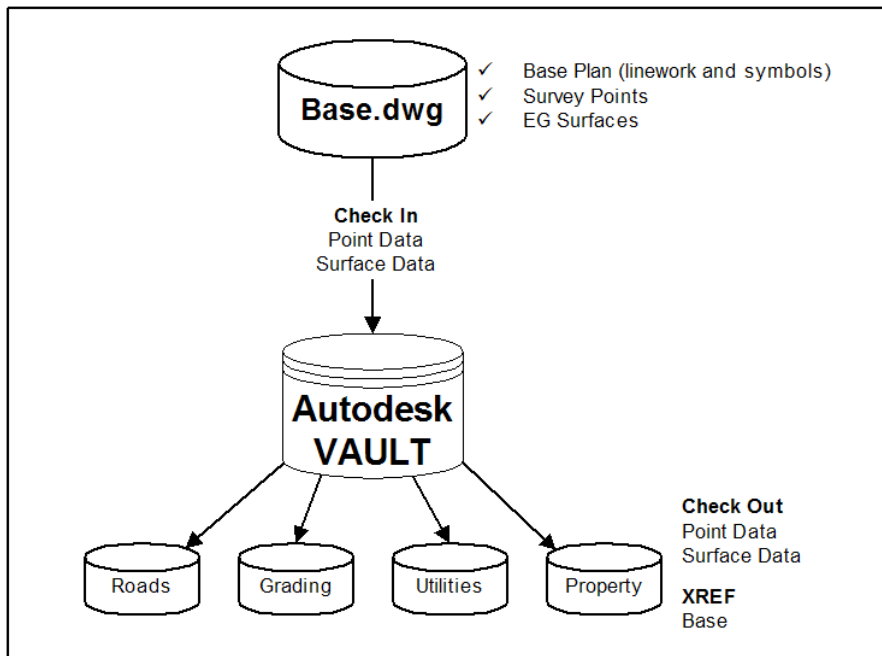 Base.dwg
✓ Base Plan (linework and symbols)
✓ Survey Points
✓ EG Surfaces
Check In
Point Data
Surface Data
Autodesk
VAULT
Roads
Grading
Utilities
Property
Check Out
Point Data
Surface Data
XREF
Base